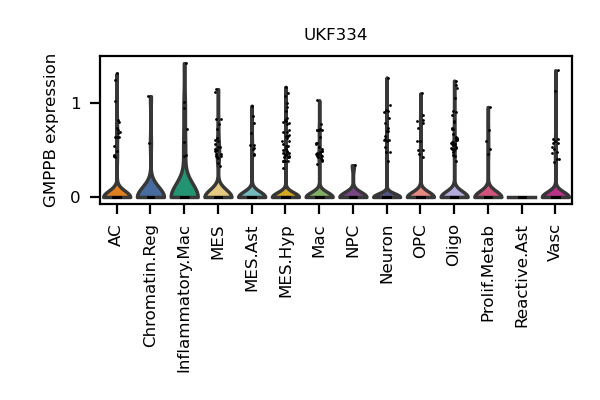 UKF334
GMPPB expression
1
0
AC
Chromatin.Reg
Inflammatory.Mac
MES
MES.Ast
MES.Hyp
Mac
NPC
Neuron
OPC
Oligo
Prolif.Metab
Reactive.Ast
Vasc